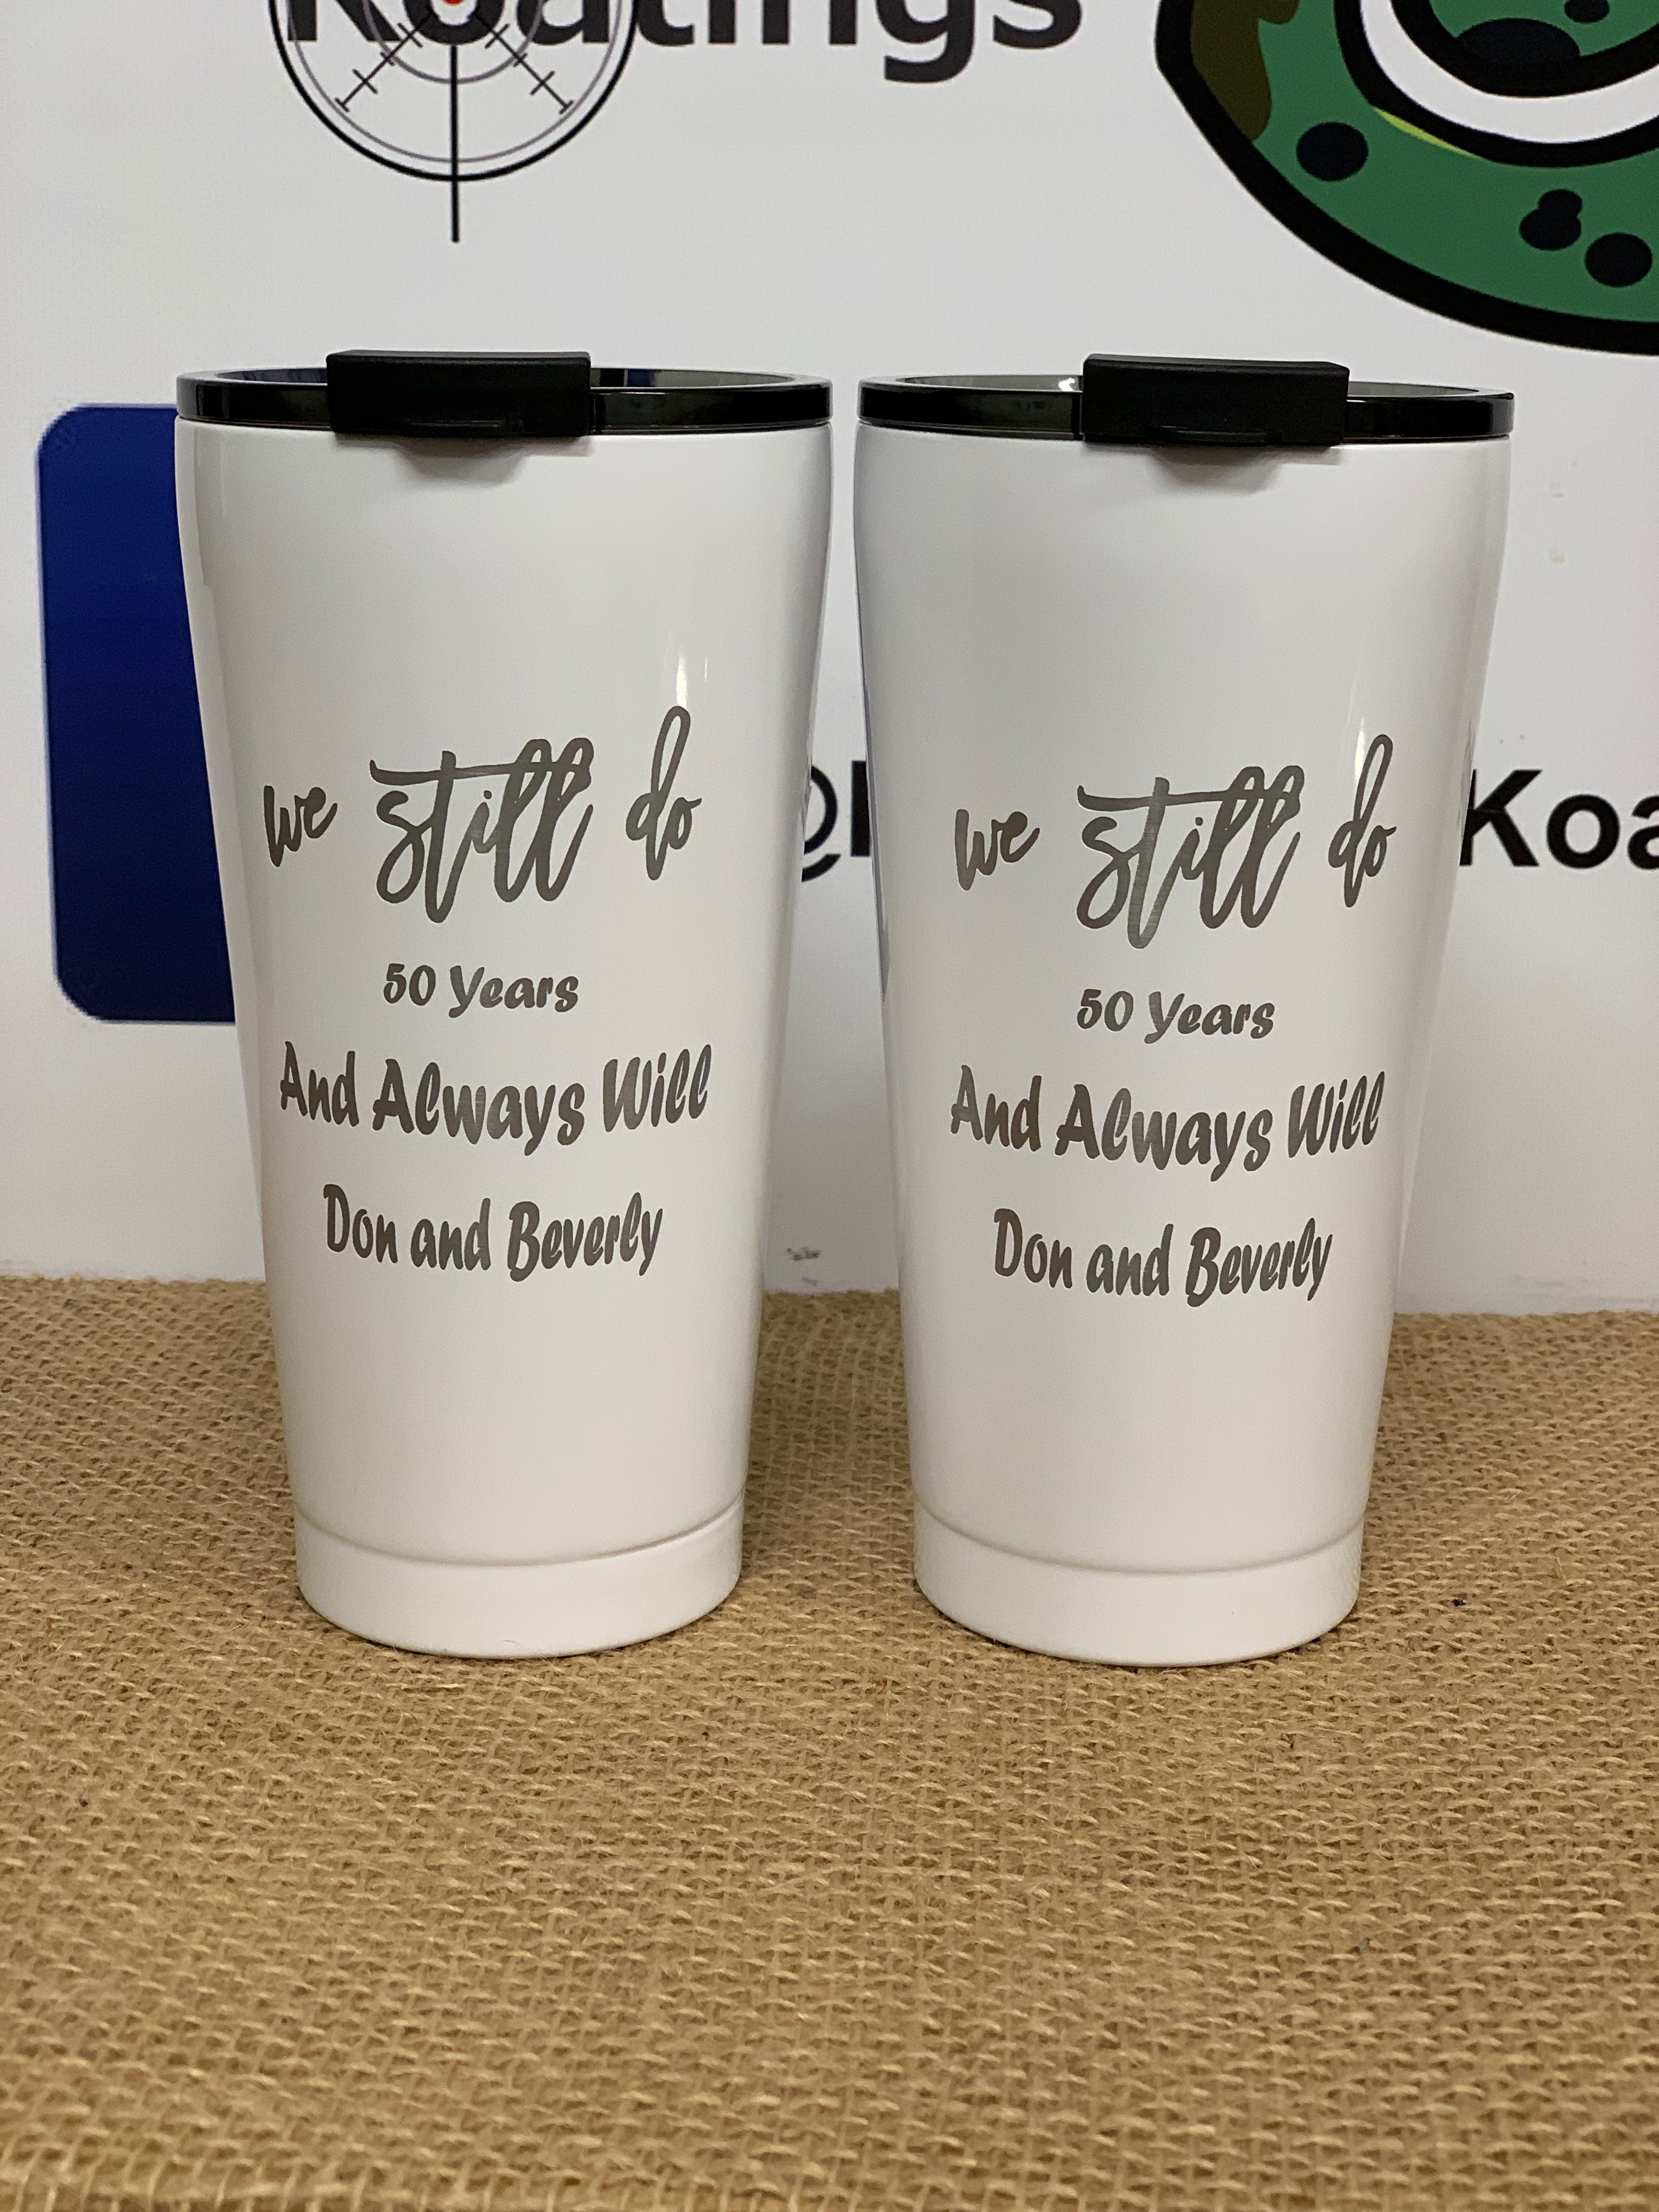 Koatings
we still do
50 Years
And Always Will
Don and Beverly
we still do
50 Years
And Always Will
Don and Beverly